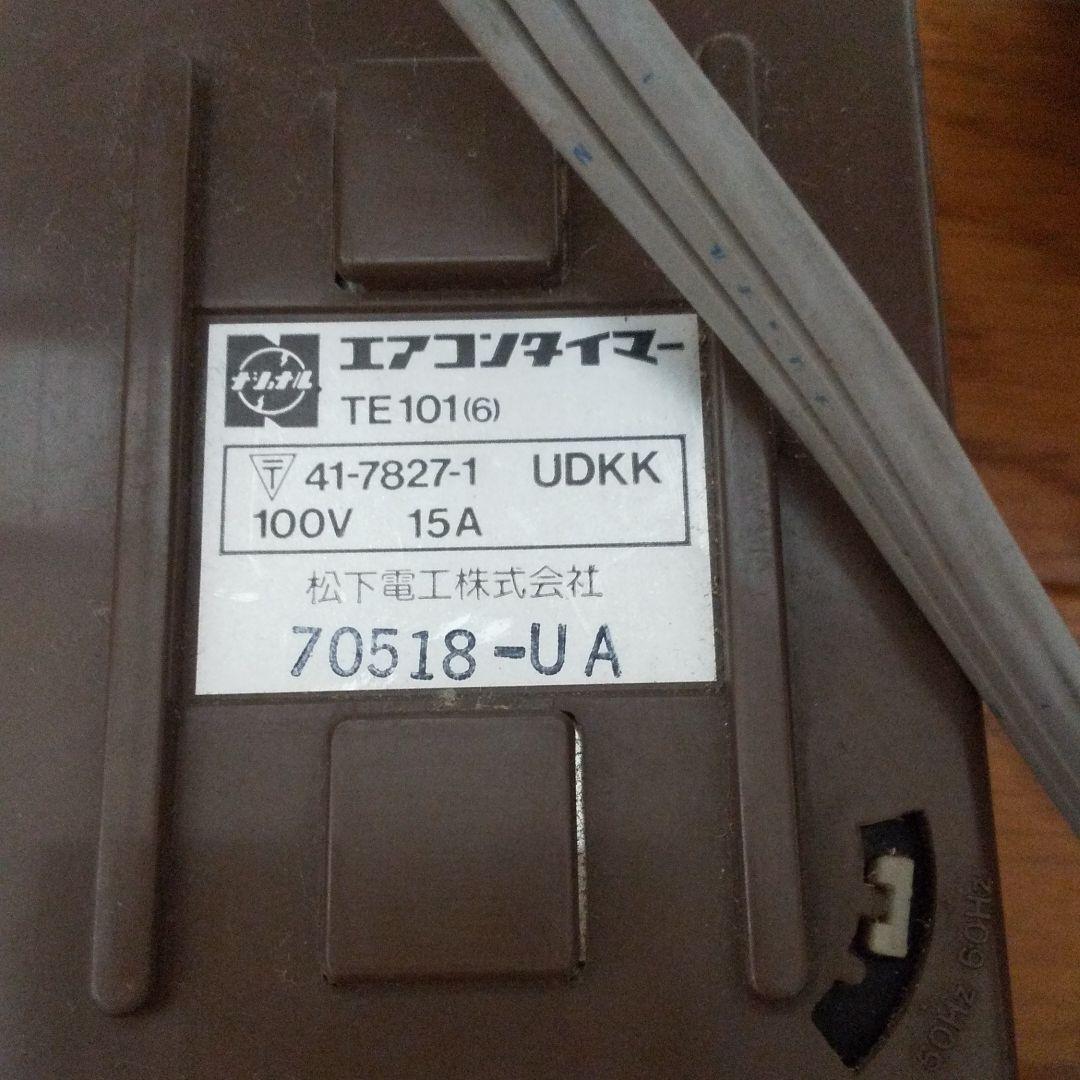 エアコンタイマー
ナショナル
TE101(6)
〒 41-7827-1 UDKK
100V 15A
松下電工株式会社
70518-UA
50Hz 60Hz